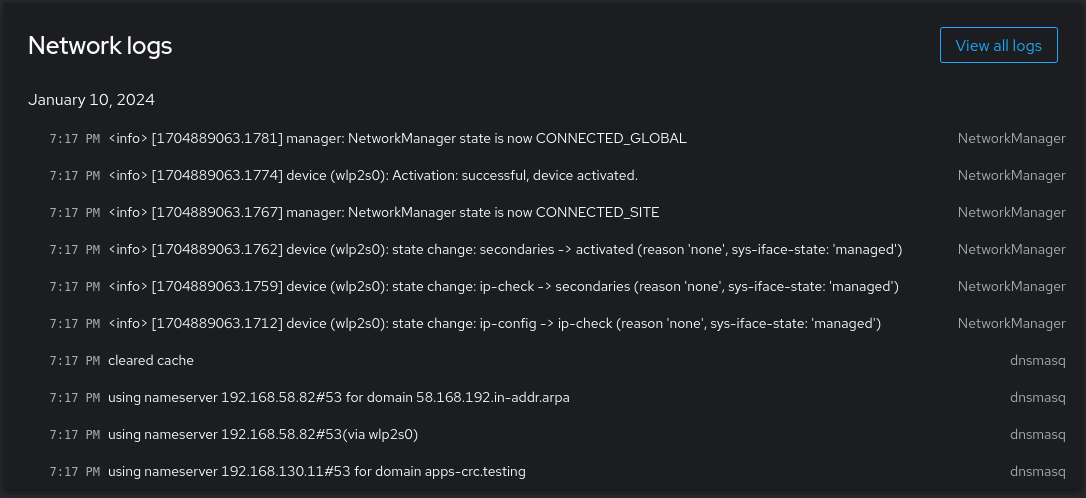 Network logs
View all logs
January 10, 2024
7:17 PM <info> [1704889063.1781] manager: NetworkManager state is now CONNECTED_GLOBAL NetworkManager
7:17 PM <info> [1704889063.1774] device (wlp2s0): Activation: successful, device activated. NetworkManager
7:17 PM <info> [1704889063.1767] manager: NetworkManager state is now CONNECTED_SITE NetworkManager
7:17 PM <info> [1704889063.1762] device (wlp2s0): state change: secondaries -> activated (reason 'none', sys-iface-state: 'managed') NetworkManager
7:17 PM <info> [1704889063.1759] device (wlp2s0): state change: ip-check -> secondaries (reason 'none', sys-iface-state: 'managed') NetworkManager
7:17 PM <info> [1704889063.1712] device (wlp2s0): state change: ip-config -> ip-check (reason 'none', sys-iface-state: 'managed') NetworkManager
7:17 PM cleared cache dnsmasq
7:17 PM using nameserver 192.168.58.82#53 for domain 58.168.192.in-addr.arpa dnsmasq
7:17 PM using nameserver 192.168.58.82#53(via wlp2s0) dnsmasq
7:17 PM using nameserver 192.168.130.11#53 for domain apps-crc.testing dnsmasq